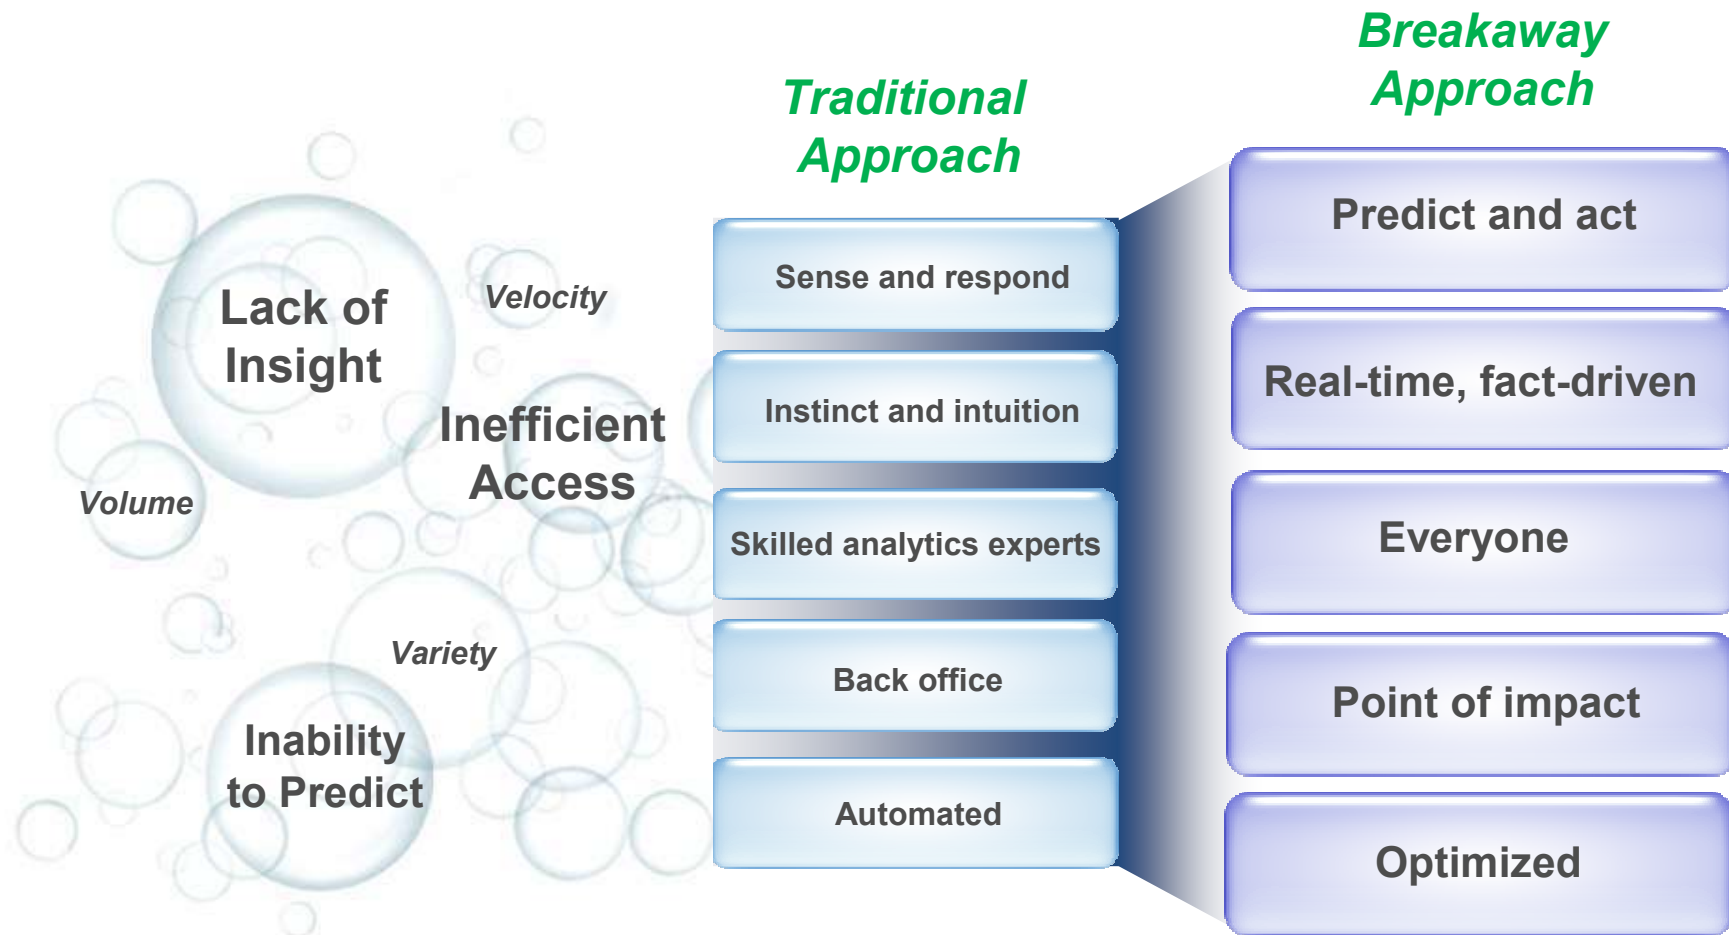 Lack of
Insight
Velocity
Inefficient
Access
Volume
Variety
Inability
to Predict
Traditional
Approach
Sense and respond
Instinct and intuition
Skilled analytics experts
Back office
Automated
Breakaway
Approach
Predict and act
Real-time, fact-driven
Everyone
Point of impact
Optimized